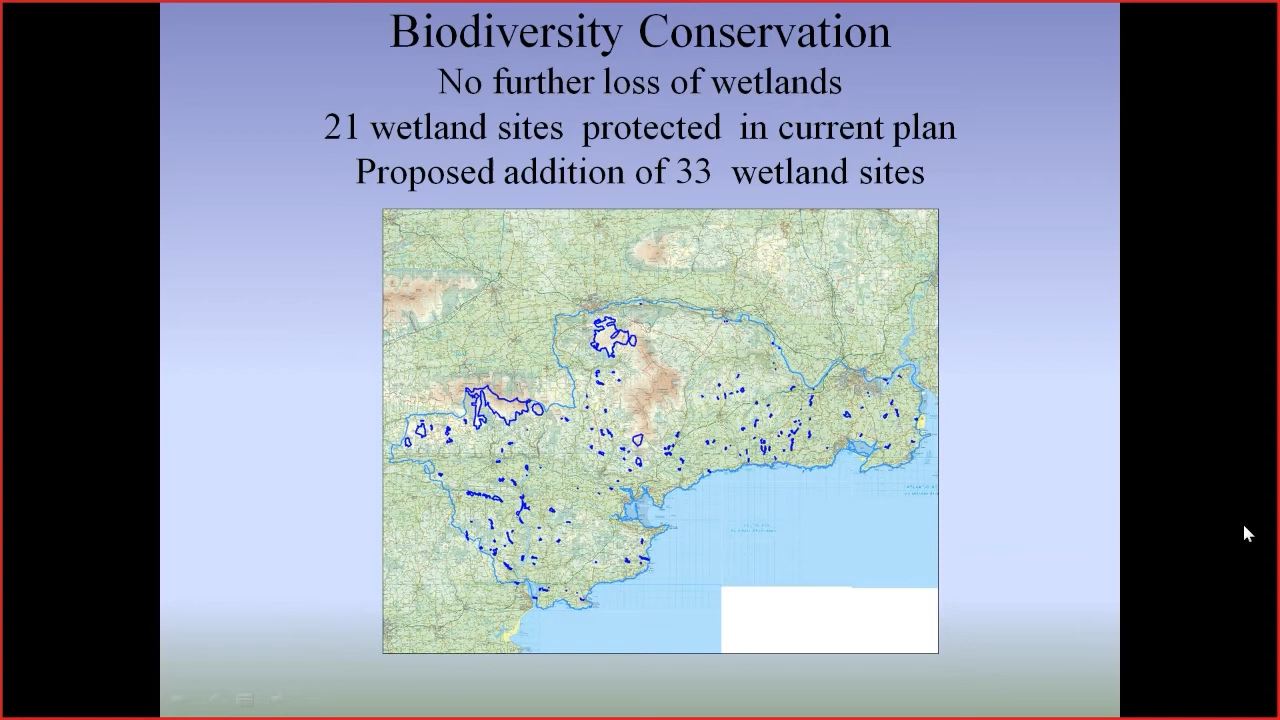 Biodiversity Conservation
No further loss of wetlands
21 wetland sites protected in current plan
Proposed addition of 33 wetland sites